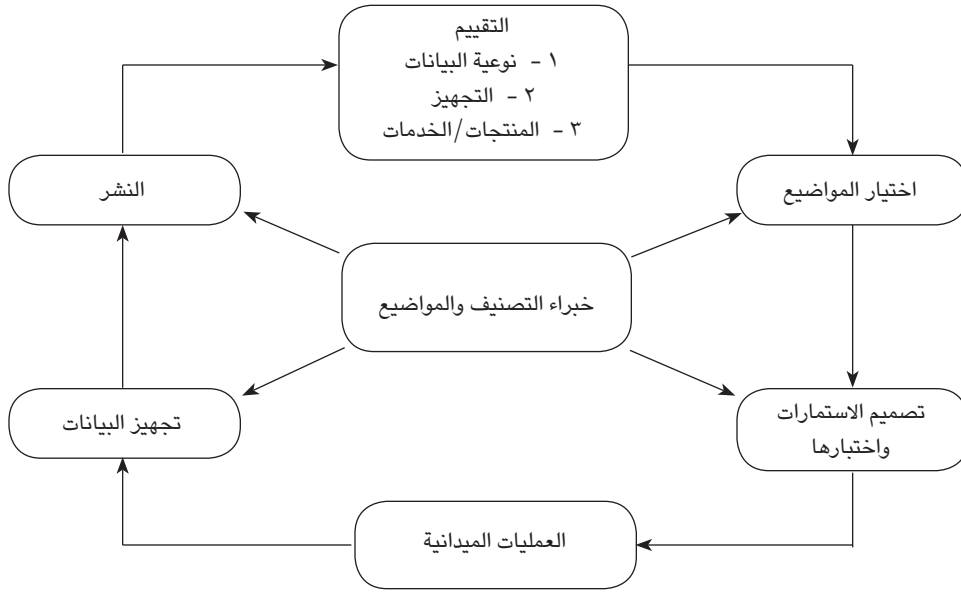 التقييم
١ - نوعية البيانات
٢ - التجهيز
٣ - المنتجات/الخدمات
اختيار المواضيع
النشر
خبراء التصنيف والمواضيع
تصميم الاستمارات
واختبارها
تجهيز البيانات
العمليات الميدانية